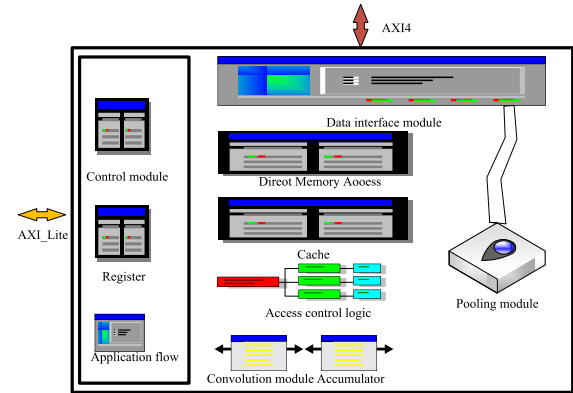 AXI4
Data interface module
Control module
Direot Memory Aooess
AXI_Lite
Cache
Register
Pooling module
Access control logic
Application flow
Convolution module Accumulator